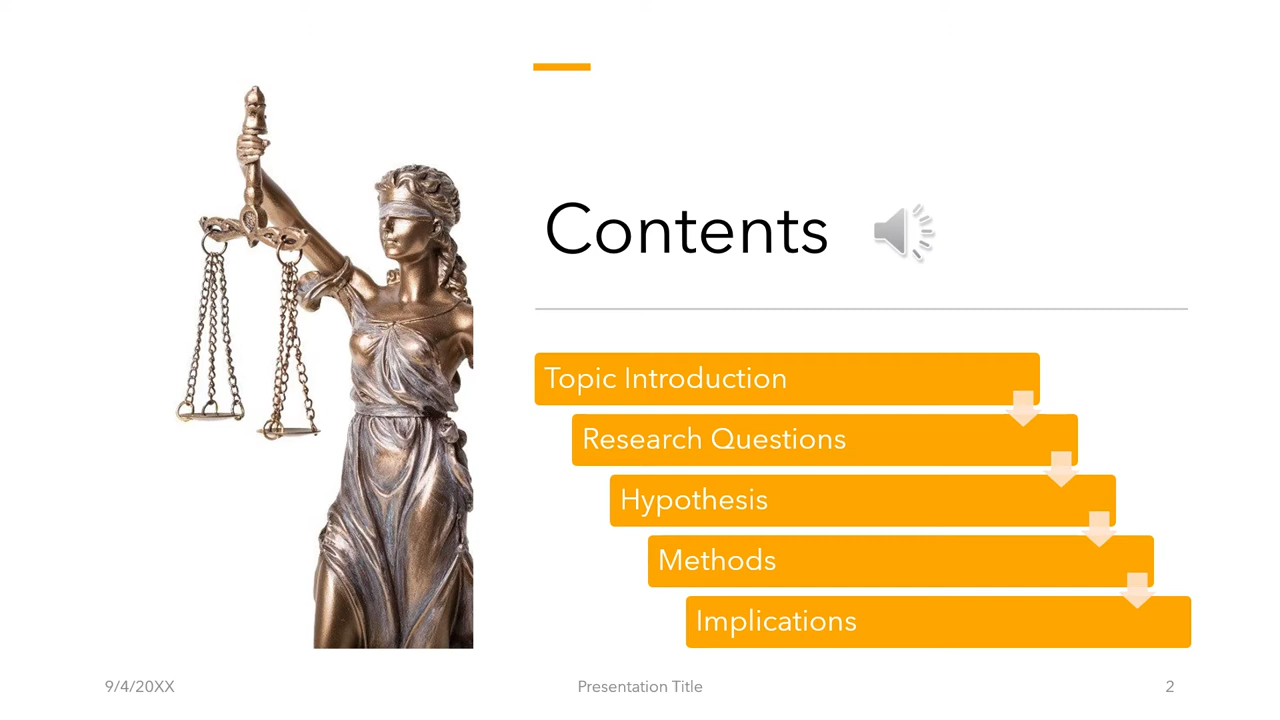 Contents
Topic Introduction
Research Questions
Hypothesis
Methods
Implications
9/4/20XX
Presentation Title
2